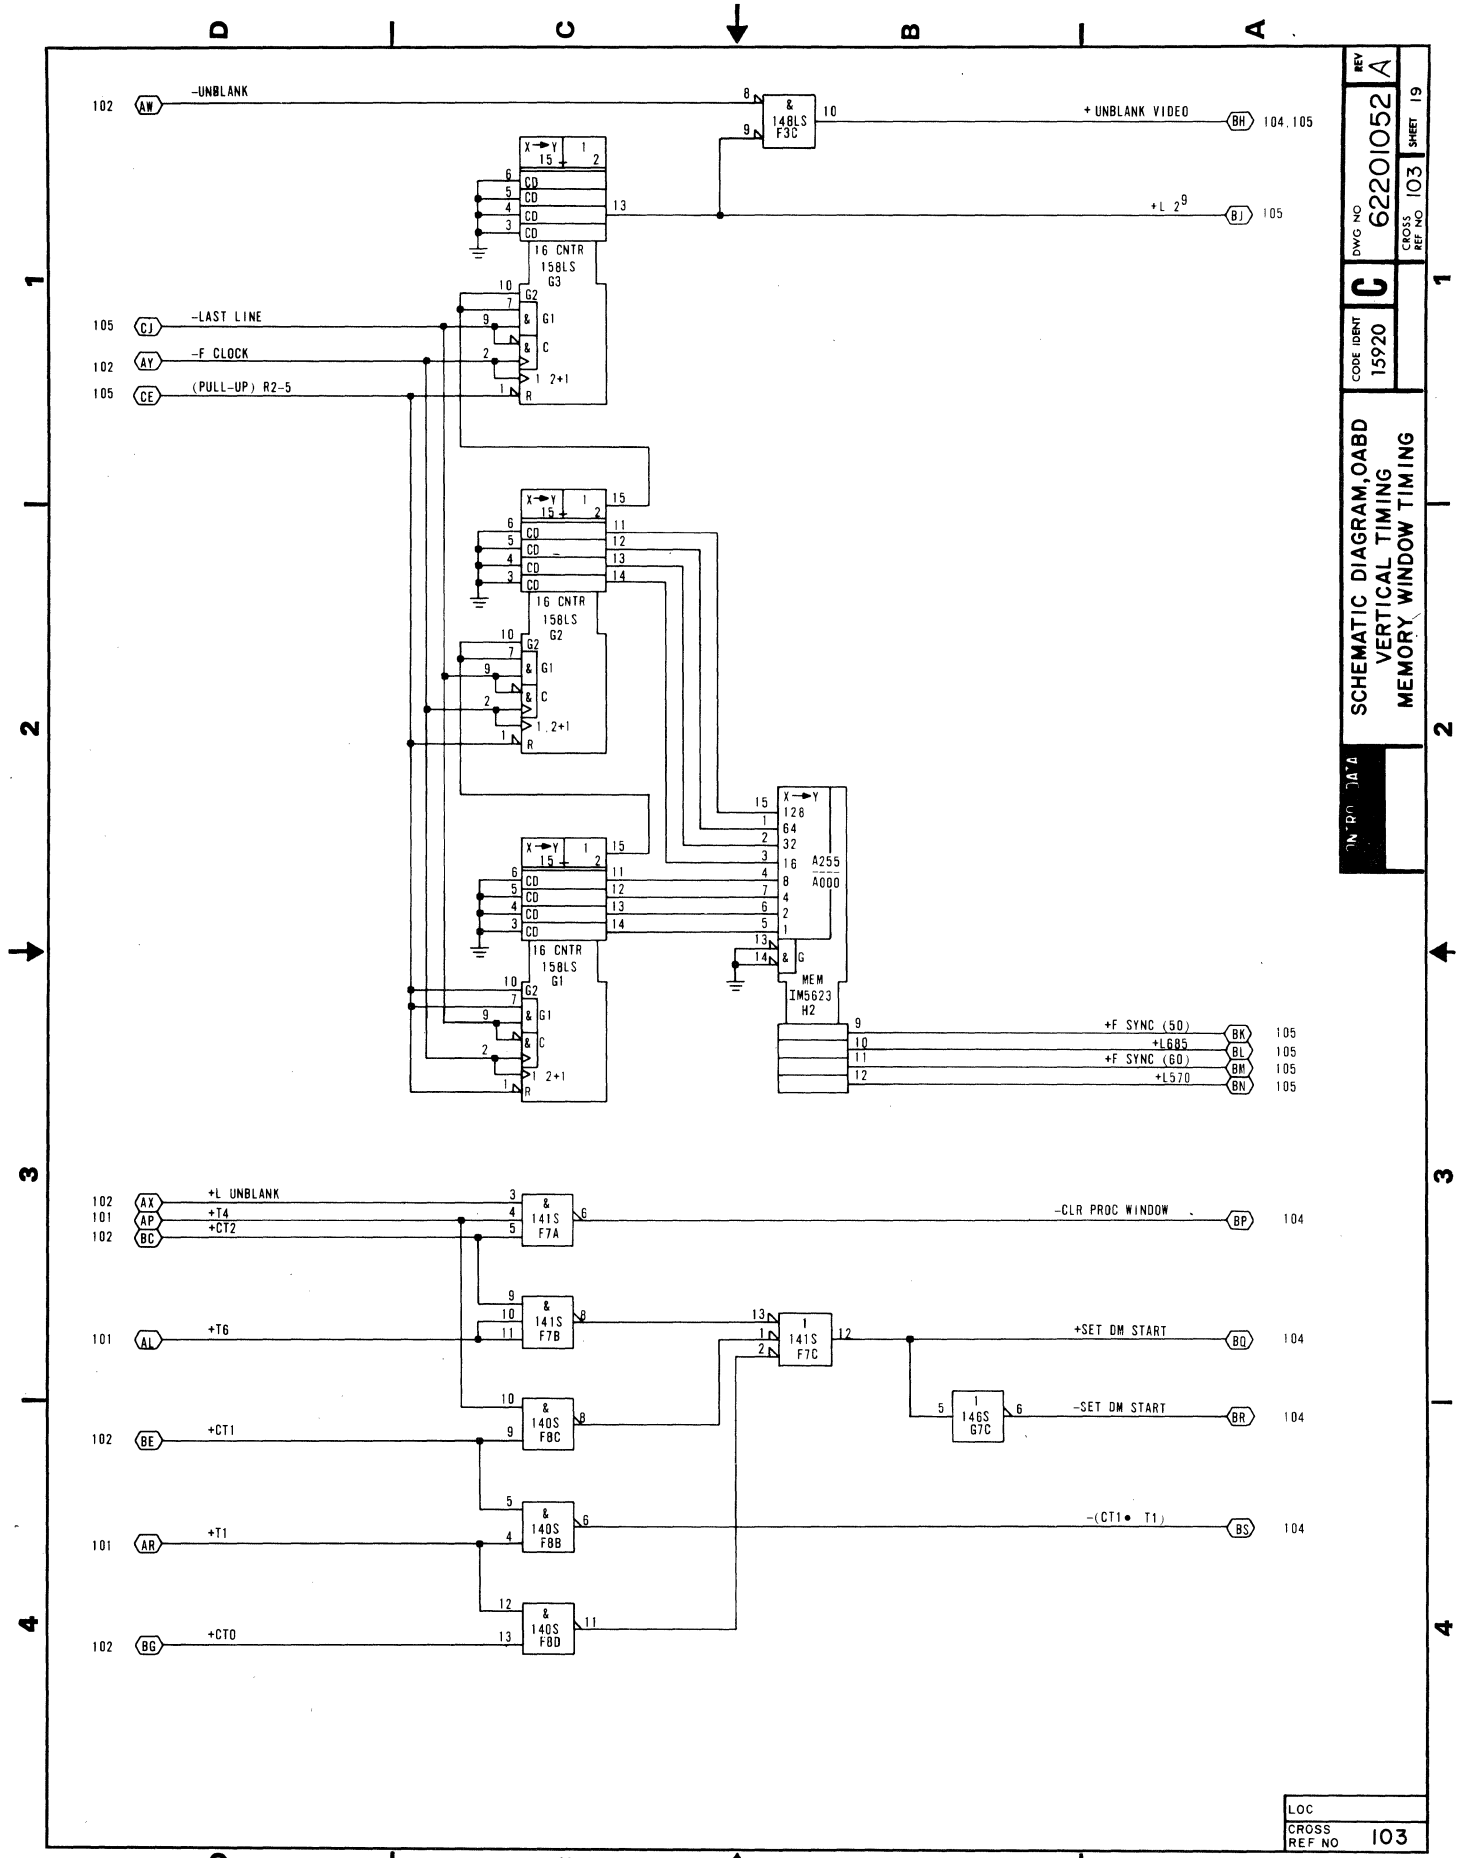 D C B A
102 AW -UNBLANK
8
9
&
148LS
F3C
10
+ UNBLANK VIDEO BH 104,105
X→Y 1
15 2
6 CD
5 CD
4 CD 13
3 CD
+L 2⁹ BJ 105
16 CNTR
158LS
G3
10 G2
7
9 & G1
& C
2
1 2+1
1 R
105 CJ -LAST LINE
102 AY -F CLOCK
105 CE (PULL-UP) R2-5
1
1
X→Y 1 15
15 2
6 CD 11
5 CD 12
4 CD 13
3 CD 14
16 CNTR
158LS
G2
10 G2
7
9 & G1
& C
2
1,2+1
1 R
2
2
X→Y 1 15
15 2
6 CD 11
5 CD 12
4 CD 13
3 CD 14
16 CNTR
158LS
G1
10 G2
7
9 & G1
& C
2
1 2+1
1 R
X→Y
15 128
1 64
2 32
3 16 A255
4 8 A000
7 4
6 2
5 1
13
14 & G
MEM
IM5623
H2
9 +F SYNC (50) BK 105
10 +L685 BL 105
11 +F SYNC (60) BM 105
12 +L570 BN 105
3
3
102 AX +L UNBLANK 3
101 AP +T4 4
102 BC +CT2 5
&
141S
F7A
6
-CLR PROC WINDOW BP 104
9
10
11
&
141S
F7B
8
101 AL +T6
13
1
2
1
141S
F7C
12
+SET DM START BQ 104
10
9
&
140S
F8C
8
102 BE +CT1
5
1
146S
G7C
6
-SET DM START BR 104
5
4
&
140S
F8B
6
-(CT1• T1) BS 104
101 AR +T1
12
13
&
140S
F8D
11
102 BG +CT0
4
4
REV A
DWG NO 62201052
SHEET 19
CROSS REF NO 103
C
CODE IDENT 15920
SCHEMATIC DIAGRAM,OABD
VERTICAL TIMING
MEMORY WINDOW TIMING
LOC
CROSS
REF NO 103